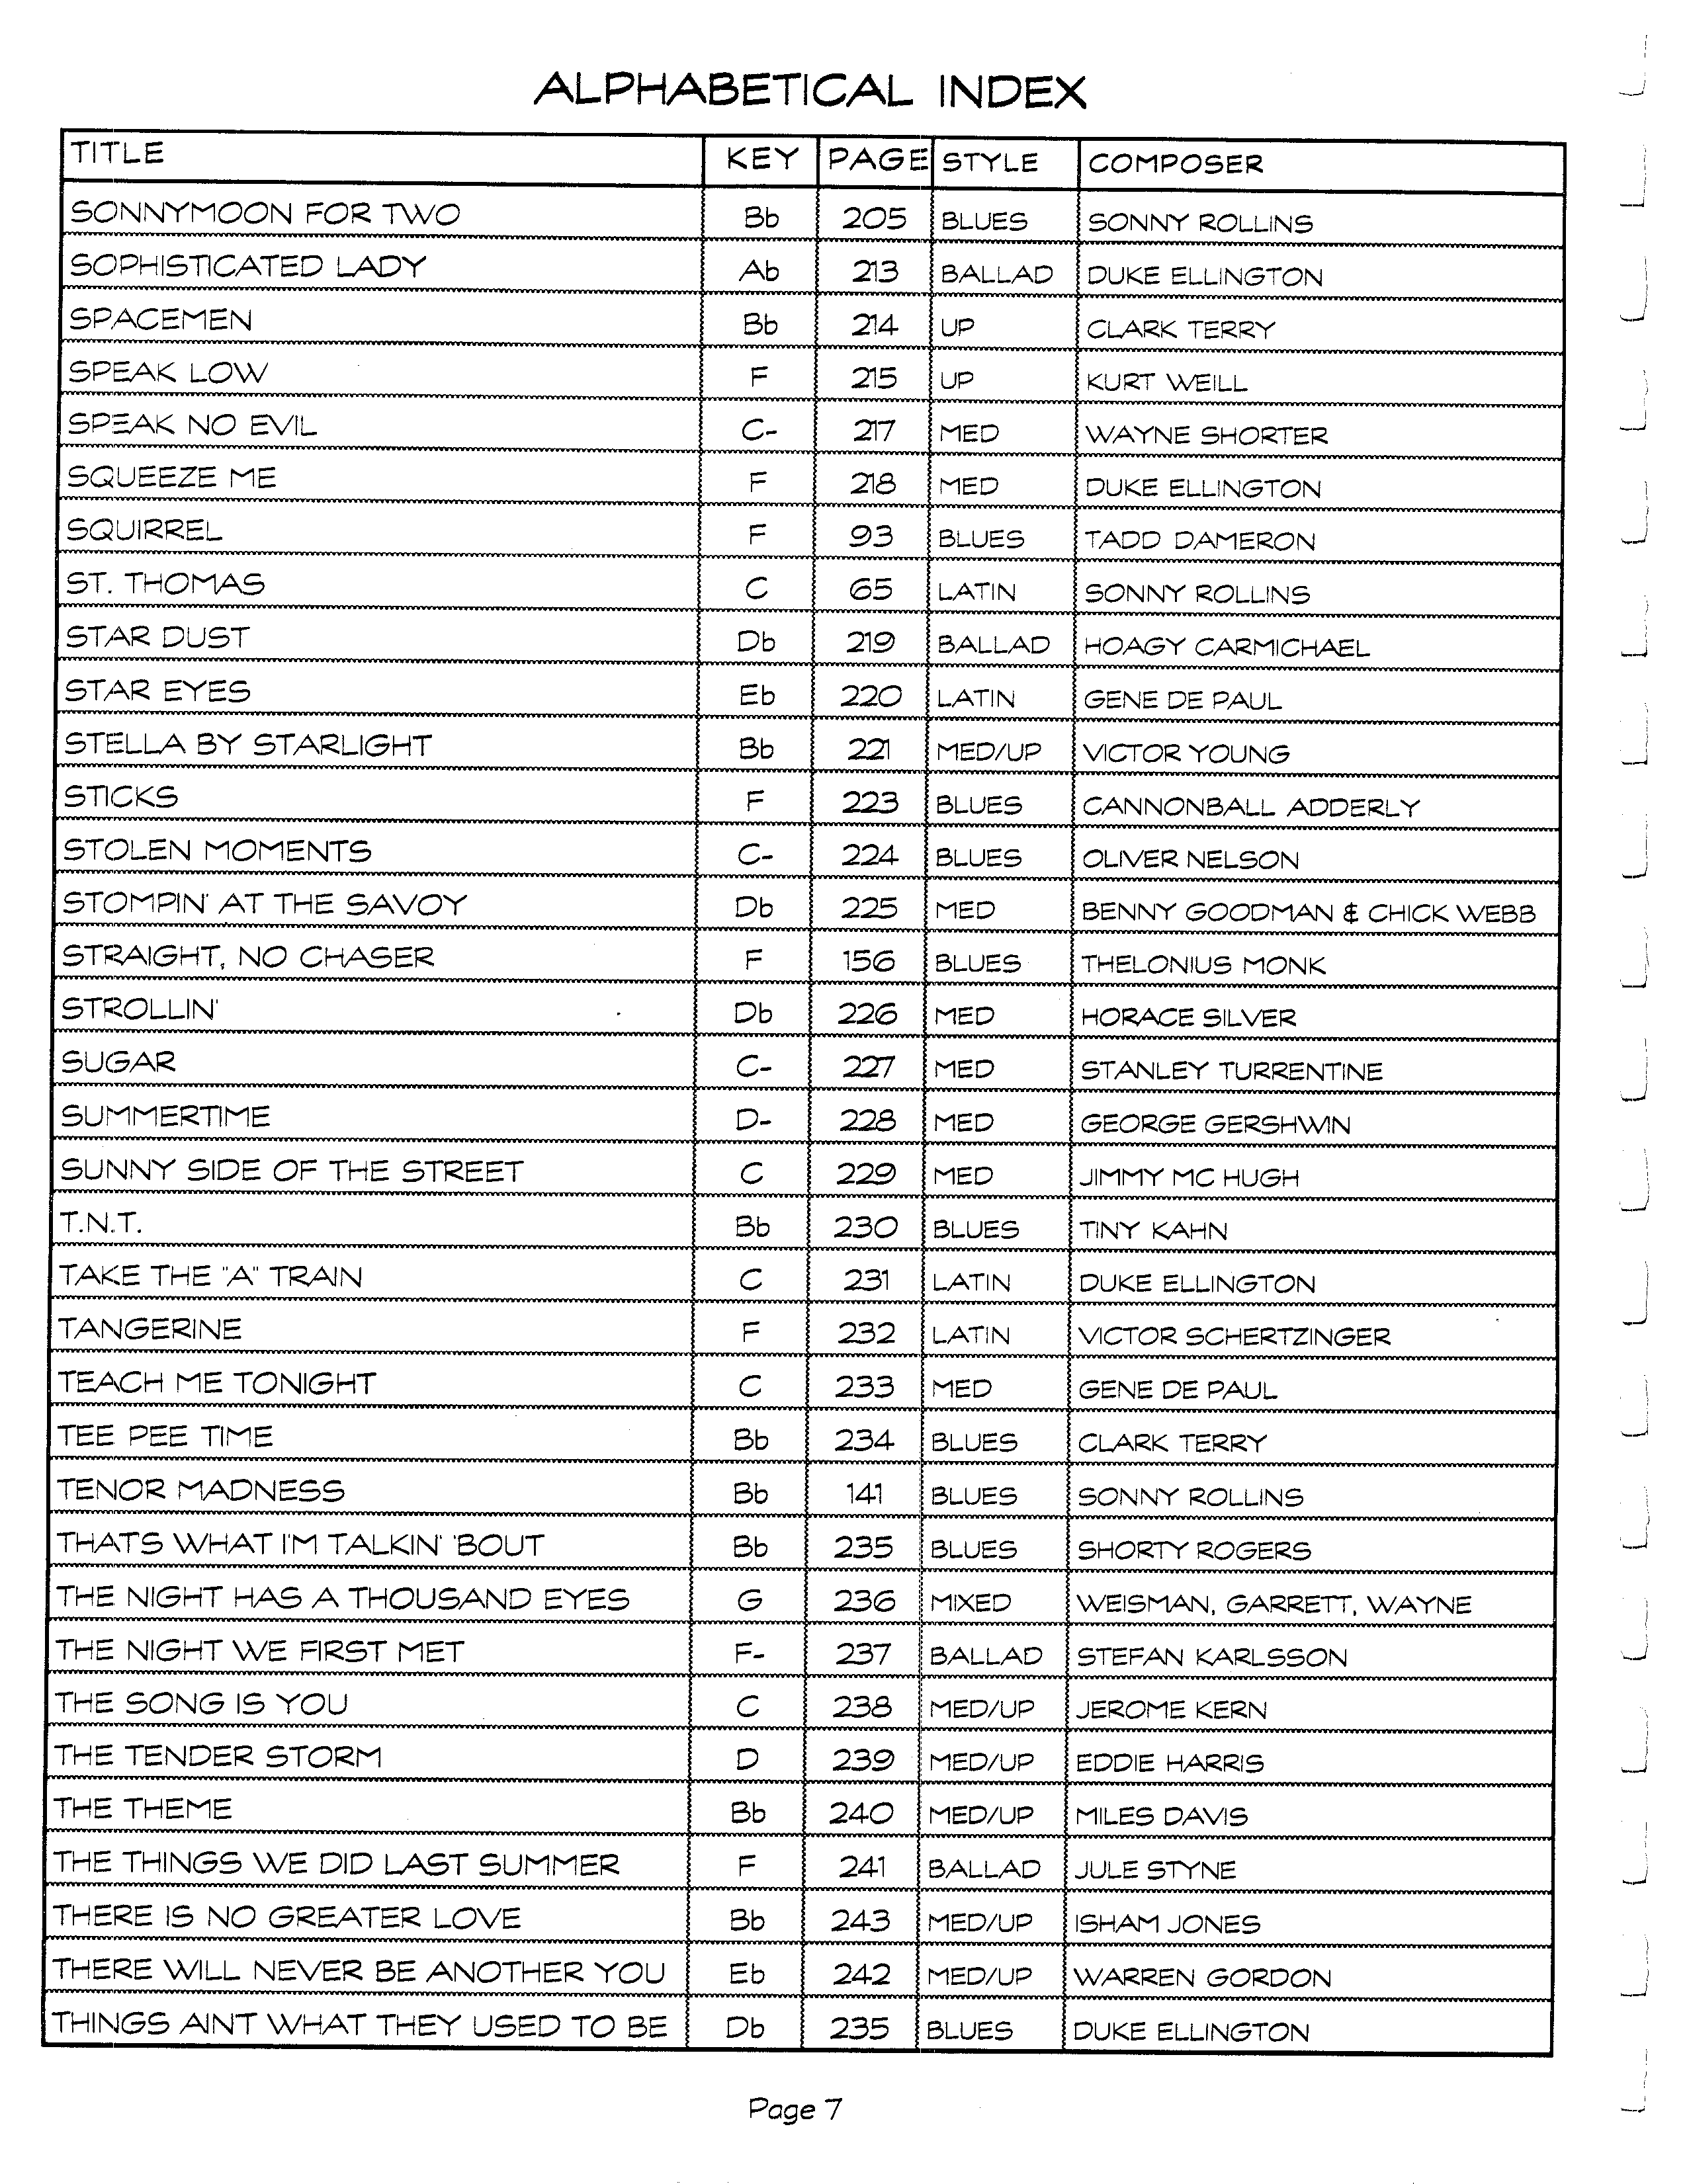 ALPHABETICAL INDEX
TITLE KEY PAGE STYLE COMPOSER
SONNYMOON FOR TWO Bb 205 BLUES SONNY ROLLINS
SOPHISTICATED LADY Ab 213 BALLAD DUKE ELLINGTON
SPACEMEN Bb 214 UP CLARK TERRY
SPEAK LOW F 215 UP KURT WEILL
SPEAK NO EVIL C- 217 MED WAYNE SHORTER
SQUEEZE ME F 218 MED DUKE ELLINGTON
SQUIRREL F 93 BLUES TADD DAMERON
ST. THOMAS C 65 LATIN SONNY ROLLINS
STAR DUST Db 219 BALLAD HOAGY CARMICHAEL
STAR EYES Eb 220 LATIN GENE DE PAUL
STELLA BY STARLIGHT Bb 221 MED/UP VICTOR YOUNG
STICKS F 223 BLUES CANNONBALL ADDERLY
STOLEN MOMENTS C- 224 BLUES OLIVER NELSON
STOMPIN' AT THE SAVOY Db 225 MED BENNY GOODMAN & CHICK WEBB
STRAIGHT, NO CHASER F 156 BLUES THELONIUS MONK
STROLLIN' Db 226 MED HORACE SILVER
SUGAR C- 227 MED STANLEY TURRENTINE
SUMMERTIME D- 228 MED GEORGE GERSHWIN
SUNNY SIDE OF THE STREET C 229 MED JIMMY MC HUGH
T.N.T. Bb 230 BLUES TINY KAHN
TAKE THE "A" TRAIN C 231 LATIN DUKE ELLINGTON
TANGERINE F 232 LATIN VICTOR SCHERTZINGER
TEACH ME TONIGHT C 233 MED GENE DE PAUL
TEE PEE TIME Bb 234 BLUES CLARK TERRY
TENOR MADNESS Bb 141 BLUES SONNY ROLLINS
THATS WHAT I'M TALKIN' 'BOUT Bb 235 BLUES SHORTY ROGERS
THE NIGHT HAS A THOUSAND EYES G 236 MIXED WEISMAN, GARRETT, WAYNE
THE NIGHT WE FIRST MET F- 237 BALLAD STEFAN KARLSSON
THE SONG IS YOU C 238 MED/UP JEROME KERN
THE TENDER STORM D 239 MED/UP EDDIE HARRIS
THE THEME Bb 240 MED/UP MILES DAVIS
THE THINGS WE DID LAST SUMMER F 241 BALLAD JULE STYNE
THERE IS NO GREATER LOVE Bb 243 MED/UP ISHAM JONES
THERE WILL NEVER BE ANOTHER YOU Eb 242 MED/UP WARREN GORDON
THINGS AINT WHAT THEY USED TO BE Db 235 BLUES DUKE ELLINGTON
Page 7